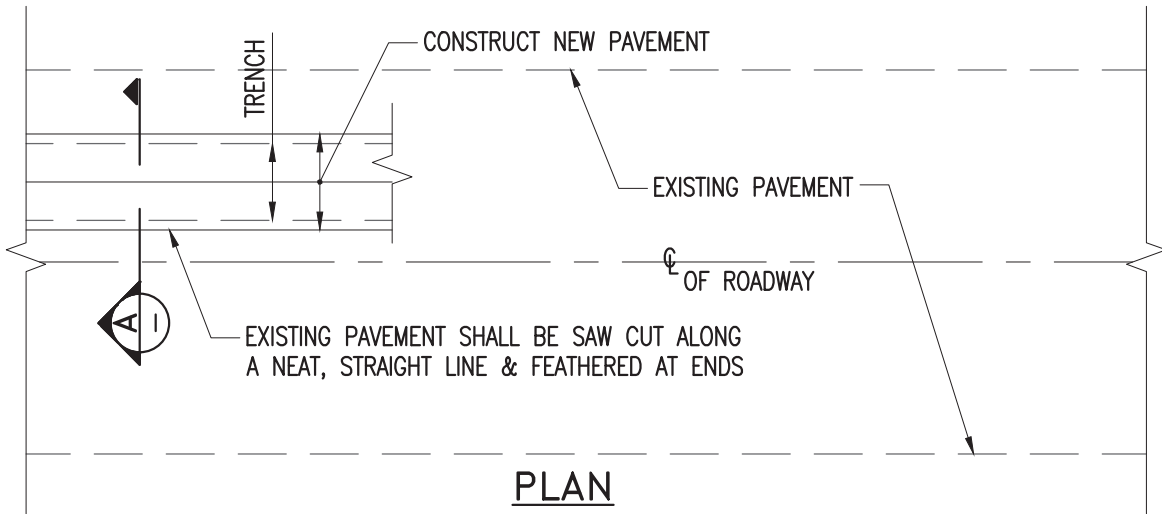 CONSTRUCT NEW PAVEMENT
TRENCH
EXISTING PAVEMENT
℄ OF ROADWAY
A
EXISTING PAVEMENT SHALL BE SAW CUT ALONG
A NEAT, STRAIGHT LINE & FEATHERED AT ENDS
PLAN